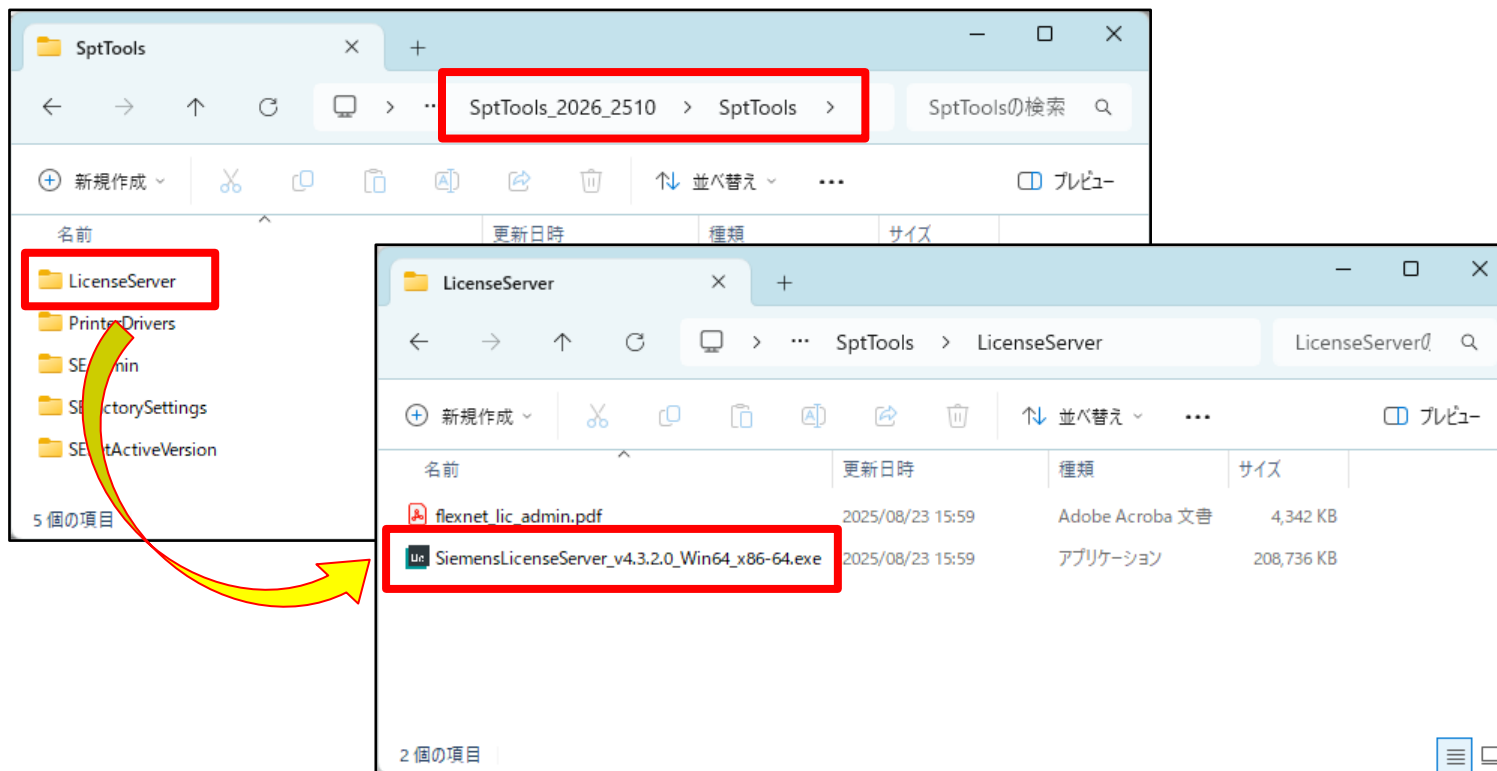 SptTools
SptTools_2026_2510 > SptTools >
SptToolsの検索
新規作成
並べ替え
プレビュー
名前 更新日時 種類 サイズ
LicenseServer
PrinterDrivers
5 個の項目
LicenseServer
SptTools > LicenseServer
新規作成
並べ替え
プレビュー
名前 更新日時 種類 サイズ
flexnet_lic_admin.pdf 2025/08/23 15:59 Adobe Acroba 文書 4,342 KB
SiemensLicenseServer_v4.3.2.0_Win64_x86-64.exe 2025/08/23 15:59 アプリケーション 208,736 KB
2 個の項目